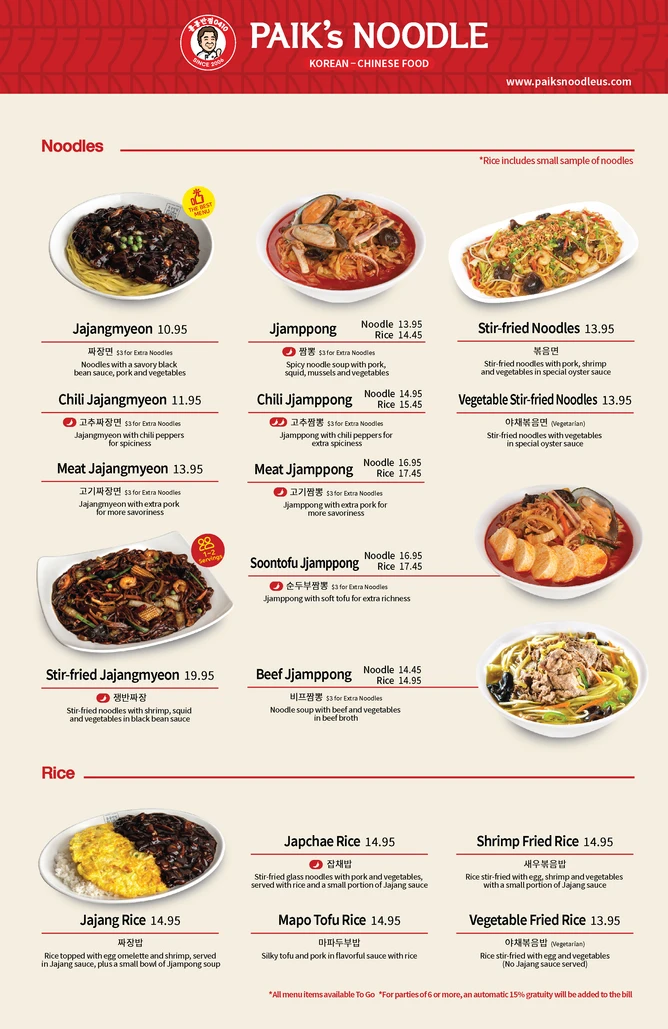 홍콩반점0410
SINCE 2006
PAIK's NOODLE
KOREAN – CHINESE FOOD
www.paiksnoodleus.com
Noodles
*Rice includes small sample of noodles
THE BEST
MENU
Jajangmyeon 10.95
짜장면 $3 for Extra Noodles
Noodles with a savory black
bean sauce, pork and vegetables
Chili Jajangmyeon 11.95
고추짜장면 $3 for Extra Noodles
Jajangmyeon with chili peppers
for spiciness
Meat Jajangmyeon 13.95
고기짜장면 $3 for Extra Noodles
Jajangmyeon with extra pork
for more savoriness
1~2
Servings
Stir-fried Jajangmyeon 19.95
쟁반짜장
Stir-fried noodles with shrimp, squid
and vegetables in black bean sauce
Jjamppong Noodle 13.95
Rice 14.45
짬뽕 $3 for Extra Noodles
Spicy noodle soup with pork,
squid, mussels and vegetables
Chili Jjamppong Noodle 14.95
Rice 15.45
고추짬뽕 $3 for Extra Noodles
Jjamppong with chili peppers for
extra spiciness
Meat Jjamppong Noodle 16.95
Rice 17.45
고기짬뽕 $3 for Extra Noodles
Jjamppong with extra pork for
more savoriness
Soontofu Jjamppong Noodle 16.95
Rice 17.45
순두부짬뽕 $3 for Extra Noodles
Jjamppong with soft tofu for extra richness
Beef Jjamppong Noodle 14.45
Rice 14.95
비프짬뽕 $3 for Extra Noodles
Noodle soup with beef and vegetables
in beef broth
Stir-fried Noodles 13.95
볶음면
Stir-fried noodles with pork, shrimp
and vegetables in special oyster sauce
Vegetable Stir-fried Noodles 13.95
야채볶음면 (Vegetarian)
Stir-fried noodles with vegetables
in special oyster sauce
Rice
Jajang Rice 14.95
짜장밥
Rice topped with egg omelette and shrimp, served
in Jajang sauce, plus a small bowl of Jjampong soup
Japchae Rice 14.95
잡채밥
Stir-fried glass noodles with pork and vegetables,
served with rice and a small portion of Jajang sauce
Mapo Tofu Rice 14.95
마파두부밥
Silky tofu and pork in flavorful sauce with rice
Shrimp Fried Rice 14.95
새우볶음밥
Rice stir-fried with egg, shrimp and vegetables
with a small portion of Jajang sauce
Vegetable Fried Rice 13.95
야채볶음밥 (Vegetarian)
Rice stir-fried with egg and vegetables
(No Jajang sauce served)
*All menu items available To Go *For parties of 6 or more, an automatic 15% gratuity will be added to the bill